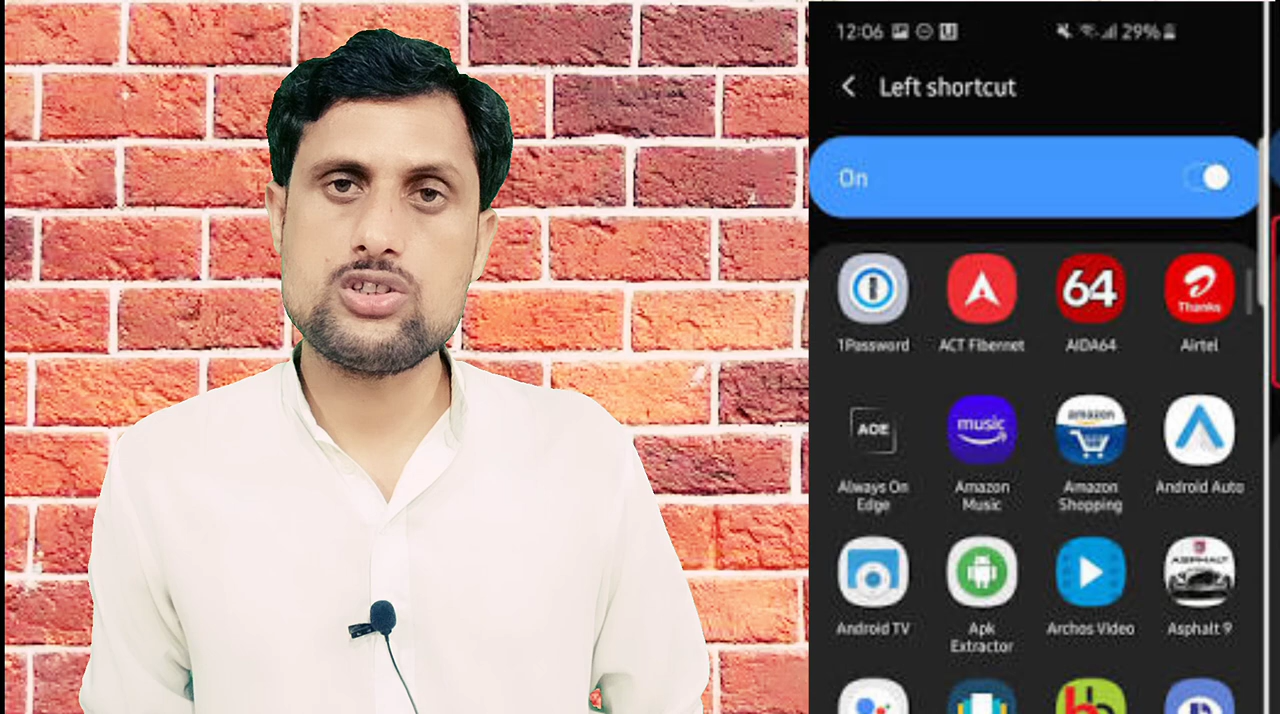 12:06 29%
Left shortcut
On
64
Thanks
1Password ACT Fibernet AIDA64 Airtel
AOE music amazon
Always On Edge
Amazon Music
Amazon Shopping
Android Auto
ASPHALT
Android TV
Apk Extractor
Archos Video
Asphalt 9
b